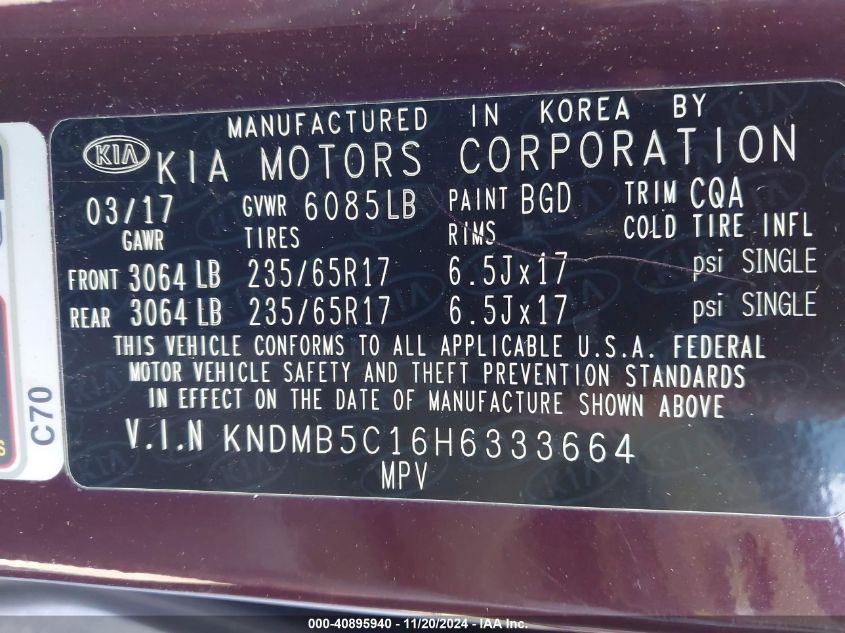 MANUFACTURED IN KOREA BY
KIA KIA MOTORS CORPORATION
03/17 GVWR 6085LB PAINT BGD TRIM CQA
GAWR TIRES RIMS COLD TIRE INFL
FRONT 3064 LB 235/65R17 6.5Jx17 psi SINGLE
REAR 3064 LB 235/65R17 6.5Jx17 psi SINGLE
THIS VEHICLE CONFORMS TO ALL APPLICABLE U.S.A. FEDERAL
MOTOR VEHICLE SAFETY AND THEFT PREVENTION STANDARDS
IN EFFECT ON THE DATE OF MANUFACTURE SHOWN ABOVE
V.I.N KNDMB5C16H6333664
MPV
C70
S
000-40895940 - 11/20/2024 - IAA Inc.